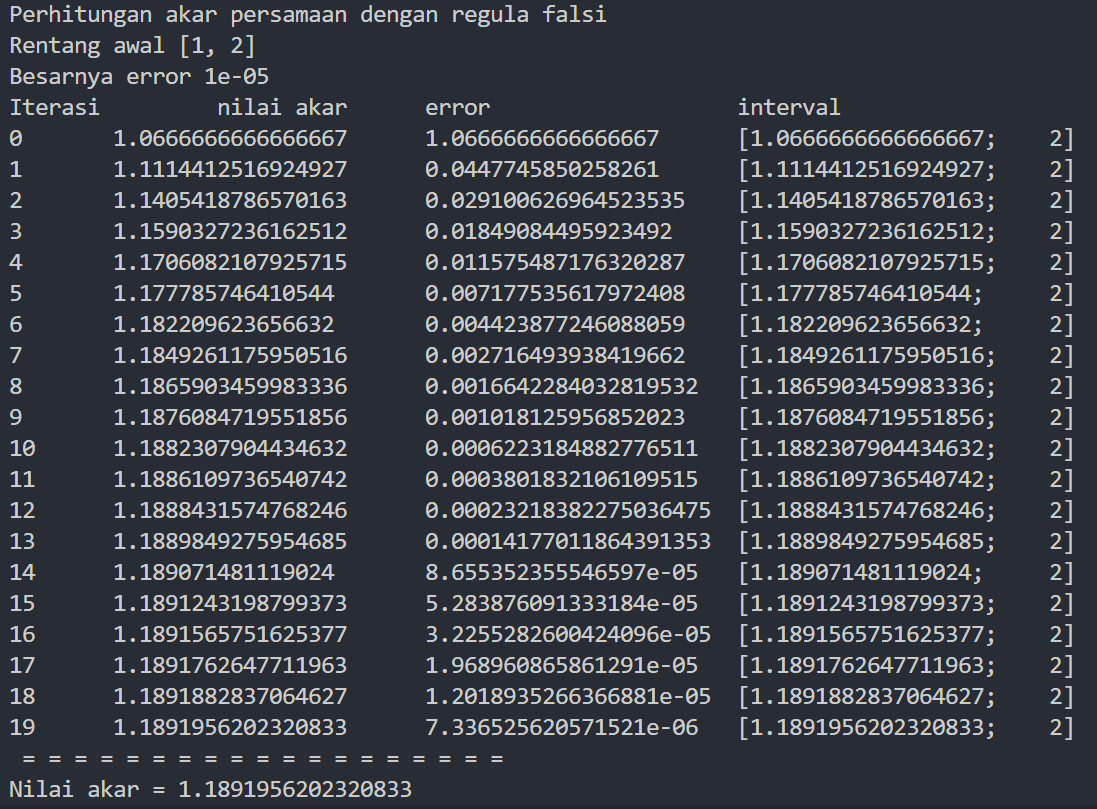 Perhitungan akar persamaan dengan regula falsi
Rentang awal [1, 2]
Besarnya error 1e-05
Iterasi nilai akar error interval
0 1.0666666666666667 1.0666666666666667 [1.0666666666666667; 2]
1 1.1114412516924927 0.0447745850258261 [1.1114412516924927; 2]
2 1.1405418786570163 0.029100626964523535 [1.1405418786570163; 2]
3 1.1590327236162512 0.01849084495923492 [1.1590327236162512; 2]
4 1.1706082107925715 0.011575487176320287 [1.1706082107925715; 2]
5 1.177785746410544 0.007177535617972408 [1.177785746410544; 2]
6 1.182209623656632 0.004423877246088059 [1.182209623656632; 2]
7 1.1849261175950516 0.002716493938419662 [1.1849261175950516; 2]
8 1.1865903459983336 0.0016642284032819532 [1.1865903459983336; 2]
9 1.1876084719551856 0.001018125956852023 [1.1876084719551856; 2]
10 1.1882307904434632 0.0006223184882776511 [1.1882307904434632; 2]
11 1.1886109736540742 0.0003801832106109515 [1.1886109736540742; 2]
12 1.1888431574768246 0.00023218382275036475 [1.1888431574768246; 2]
13 1.1889849275954685 0.00014177011864391353 [1.1889849275954685; 2]
14 1.189071481119024 8.655352355546597e-05 [1.189071481119024; 2]
15 1.1891243198799373 5.283876091333184e-05 [1.1891243198799373; 2]
16 1.1891565751625377 3.2255282600424096e-05 [1.1891565751625377; 2]
17 1.1891762647711963 1.968960865861291e-05 [1.1891762647711963; 2]
18 1.1891882837064627 1.2018935266366881e-05 [1.1891882837064627; 2]
19 1.1891956202320833 7.336525620571521e-06 [1.1891956202320833; 2]
= = = = = = = = = = = = = = = = = = =
Nilai akar = 1.1891956202320833